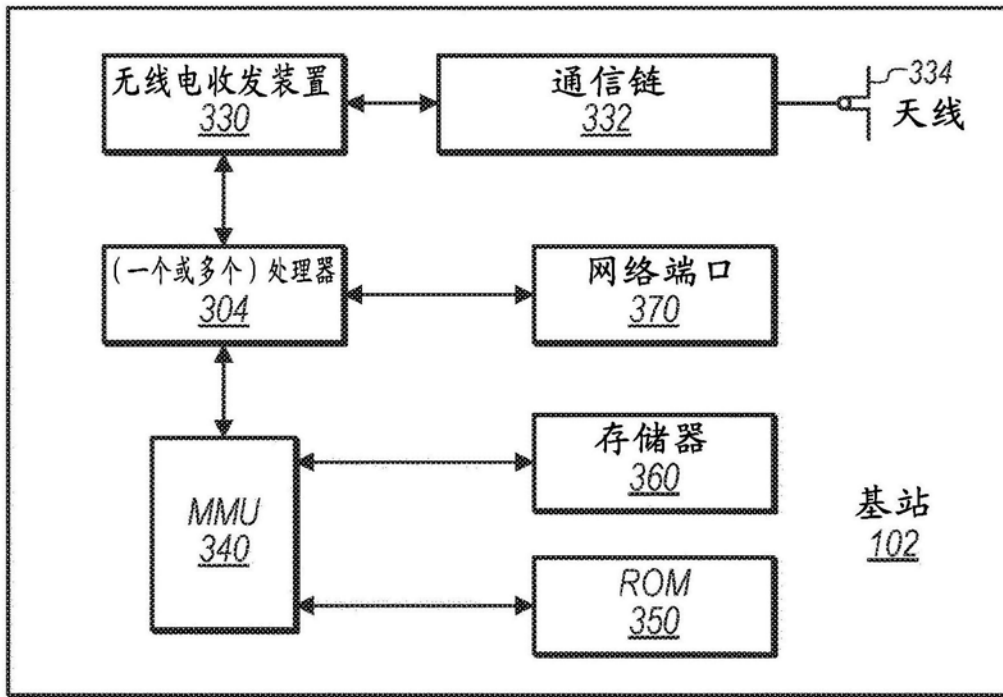 无线电收发装置
330
通信链
332
334
天线
（一个或多个）处理器
304
网络端口
370
MMU
340
存储器
360
ROM
350
基站
102